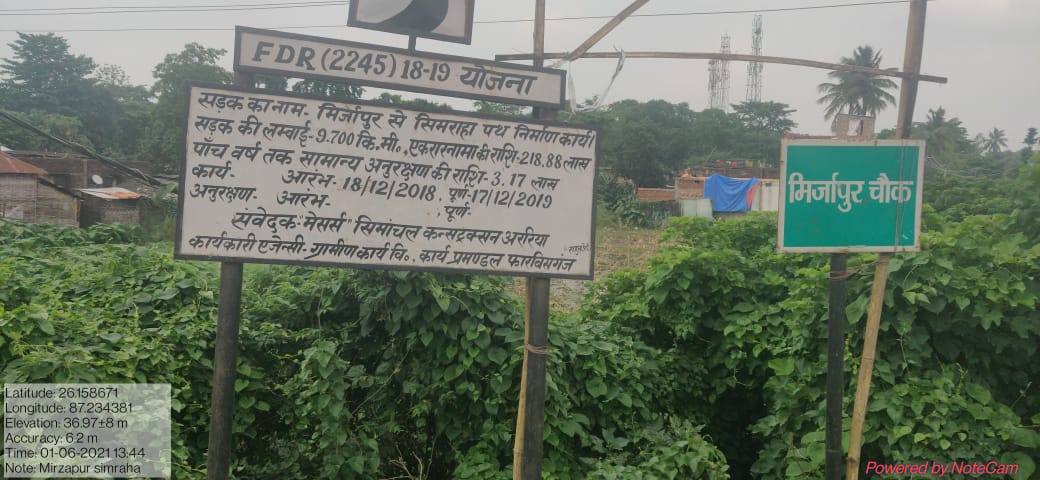 FDR (2245) 18-19 योजना
सड़क का नाम- मिर्जापुर से सिमराहा पथ निर्माण कार्य।
सड़क की लम्बाई- 9.700 कि.मी., एकरारनामा की राशि- 218.88 लाख
पाँच वर्ष तक सामान्य अनुरक्षण की राशि- 3.17 लाख
कार्य- आरंभ- 18/12/2018 , पूर्ण- 17/12/2019
अनुरक्षण- आरंभ- पूर्ण-
संवेदक- मेसर्स सिमांचल कन्सट्रक्सन अररिया
कार्यकारी एजेन्सी- ग्रामीण कार्य वि., कार्य प्रमण्डल फारविसगंज
मिर्जापुर चौक
Latitude: 26.158671
Longitude: 87.234381
Elevation: 36.97±8 m
Accuracy: 6.2 m
Time: 01-06-2021 13:44
Note: Mirzapur simraha
Powered by NoteCam